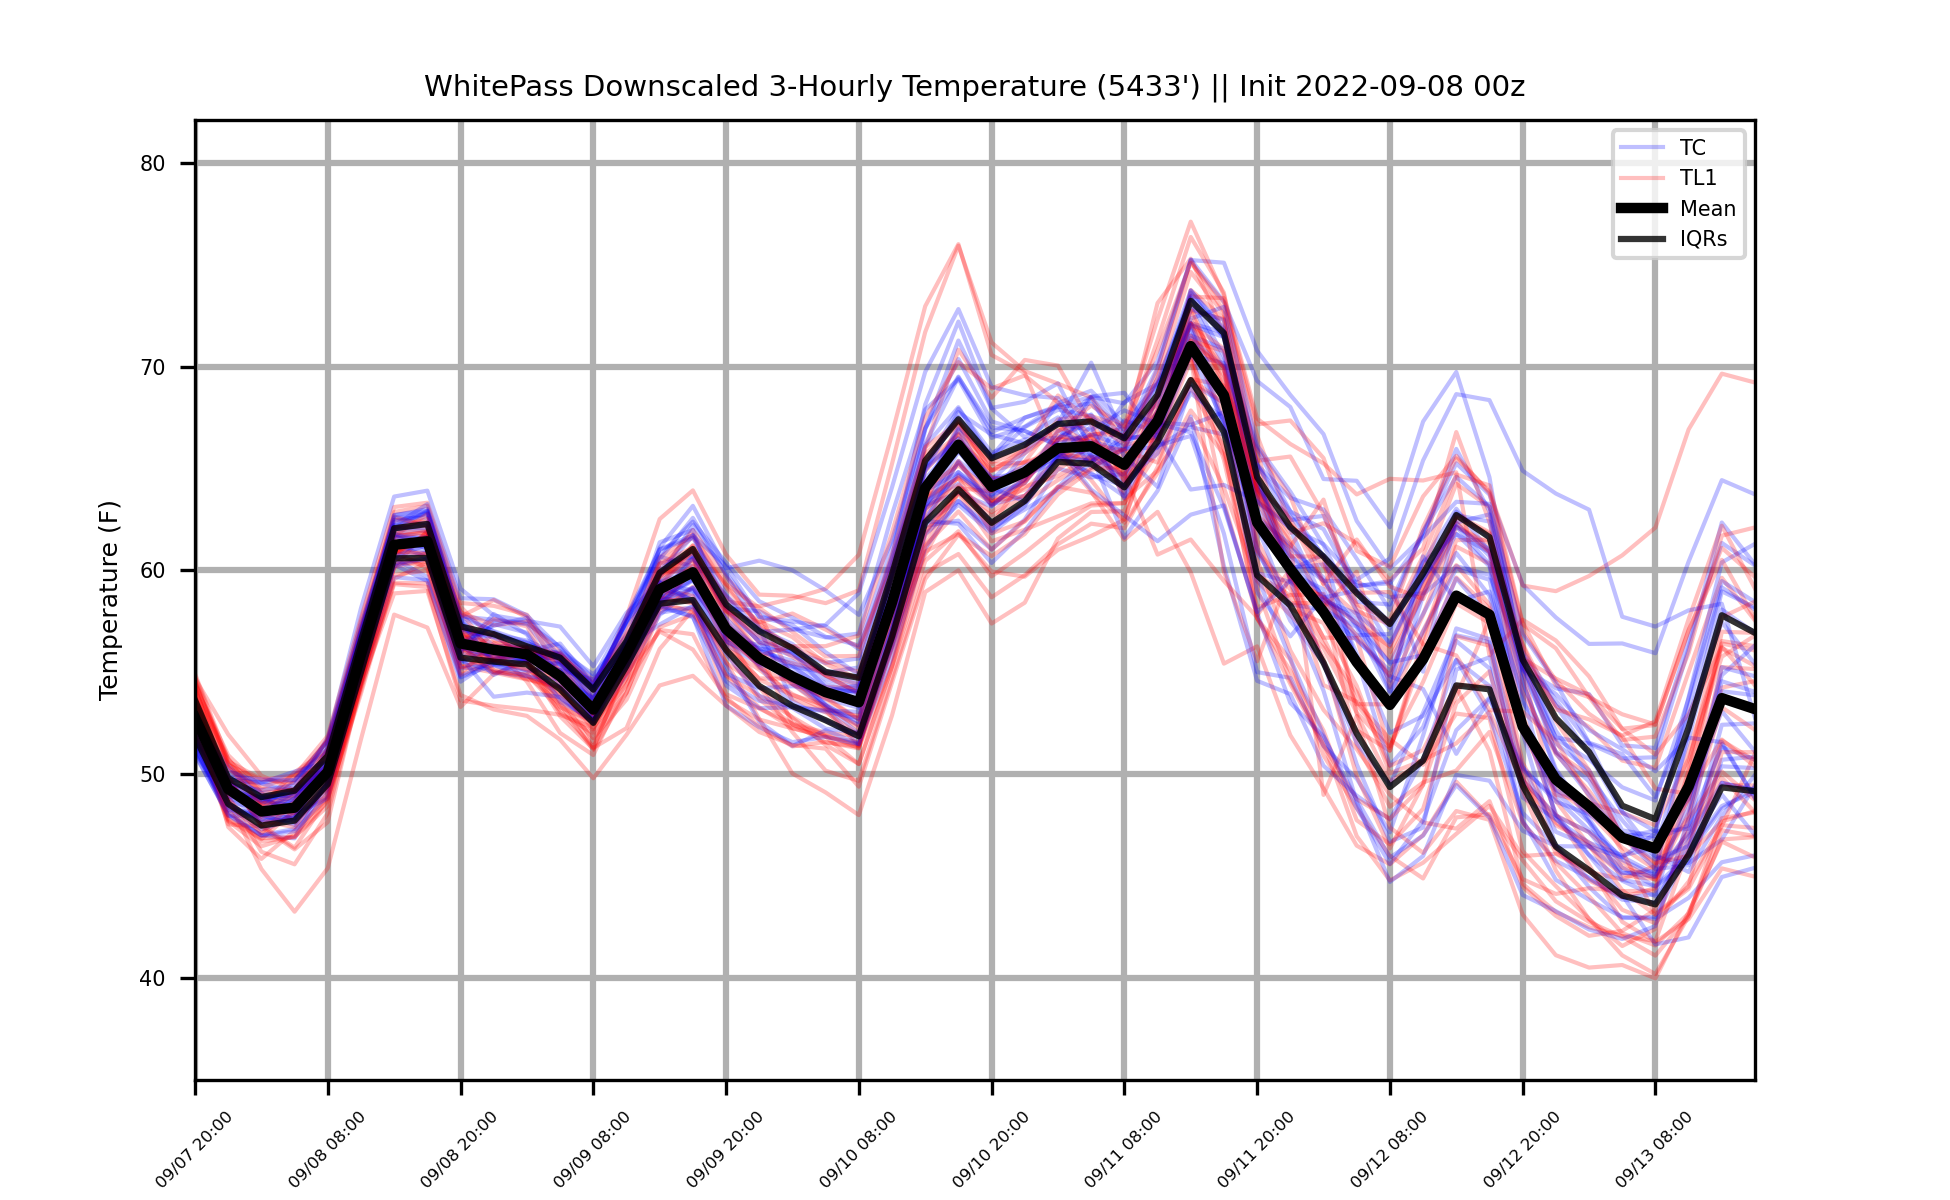 WhitePass Downscaled 3-Hourly Temperature (5433') || Init 2022-09-08 00z
TC
TL1
Mean
IQRs
Temperature (F)
80
70
60
50
40
09/07 20:00
09/08 08:00
09/08 20:00
09/09 08:00
09/09 20:00
09/10 08:00
09/10 20:00
09/11 08:00
09/11 20:00
09/12 08:00
09/12 20:00
09/13 08:00